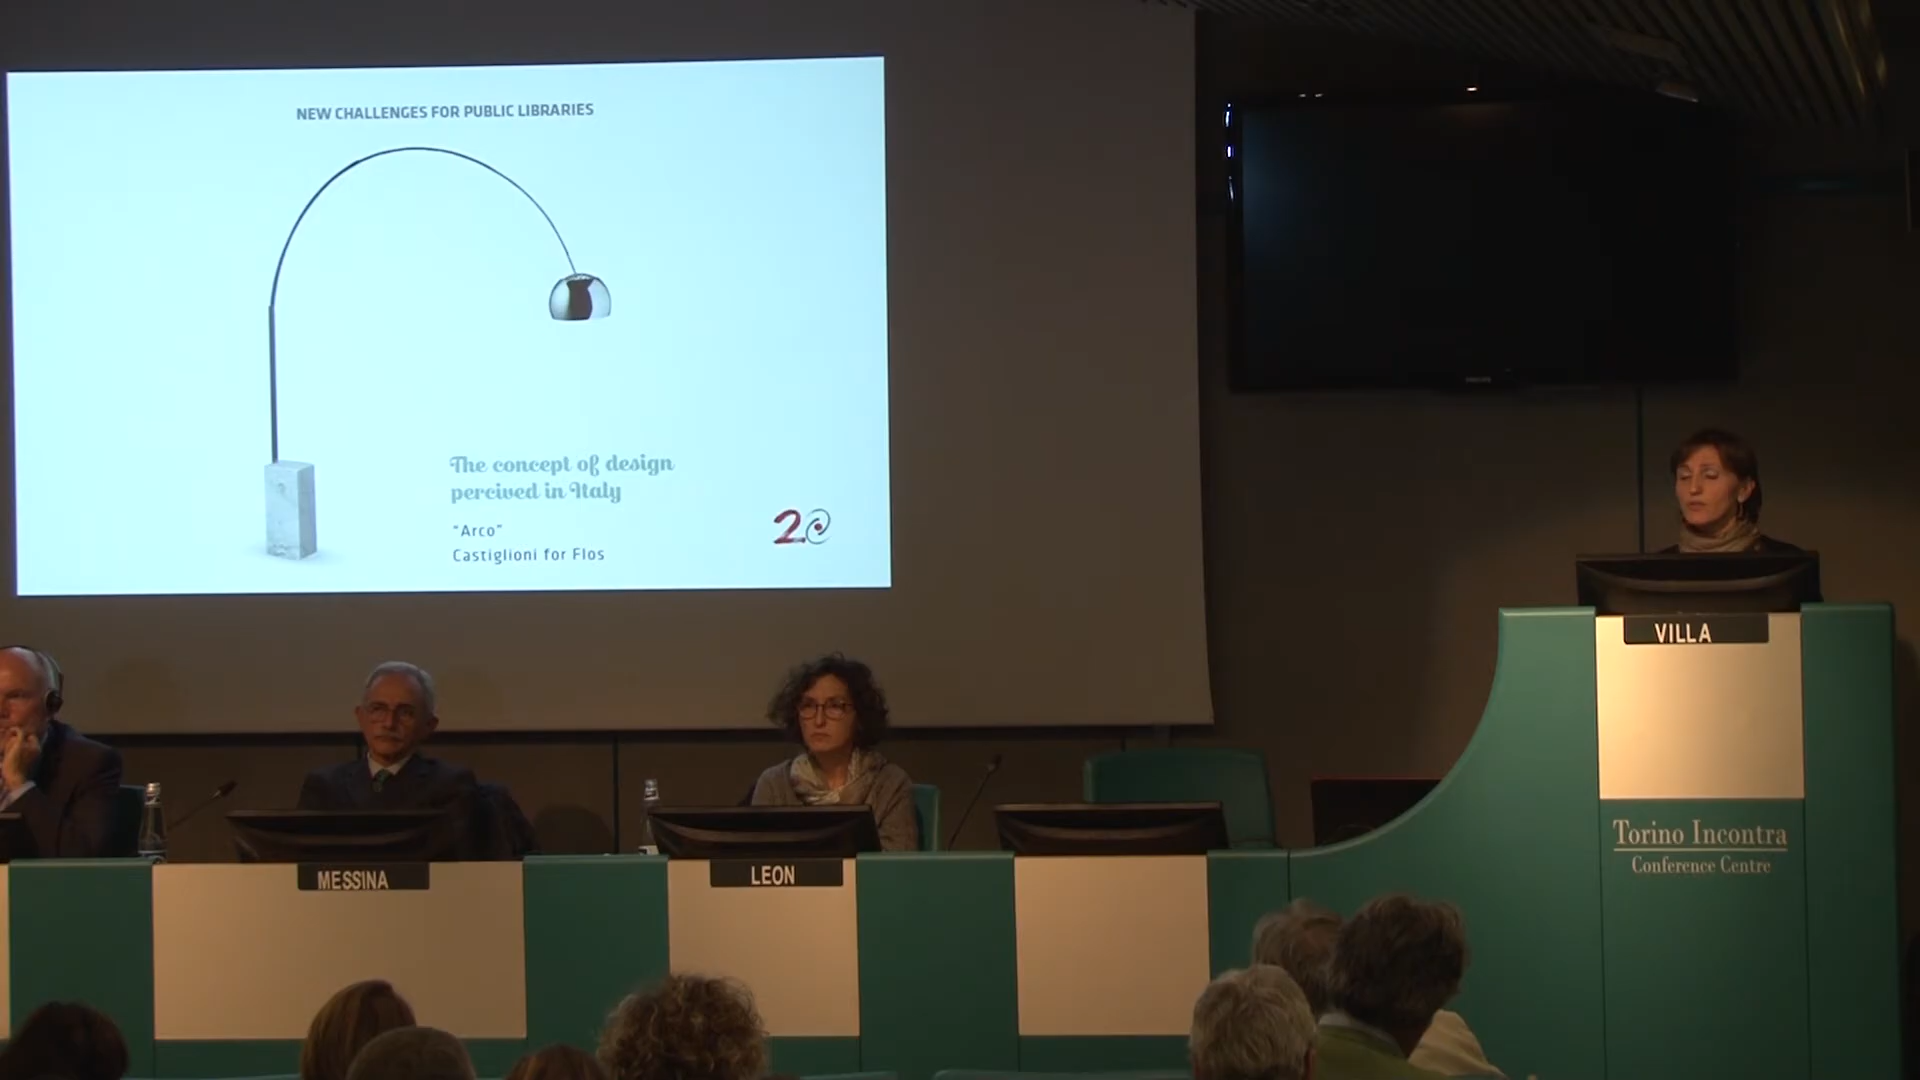 NEW CHALLENGES FOR PUBLIC LIBRARIES
The concept of design
percived in Italy
"Arco"
Castiglioni for Flos
VILLA
Torino Incontra
Conference Centre
MESSINA
LEON